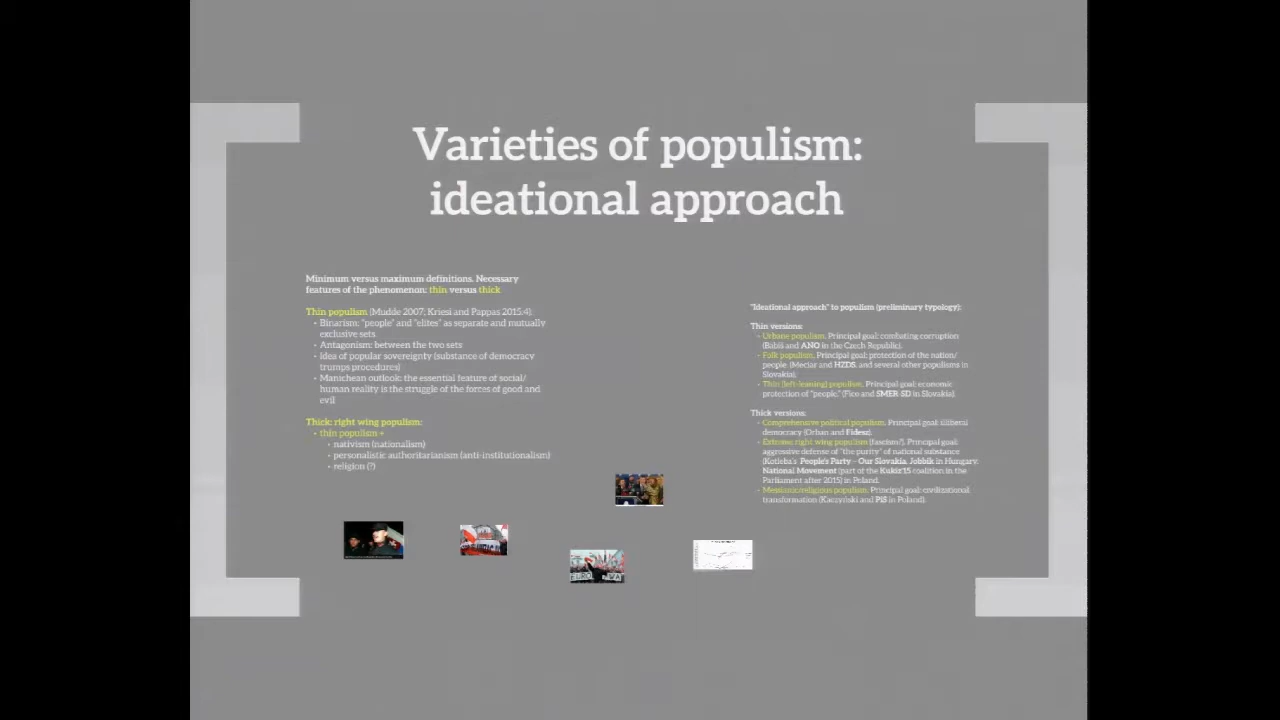 Varieties of populism:
ideational approach
Minimum versus maximum definitions. Necessary
features of the phenomenon: thin versus thick
Thin populism (Mudde 2007; Kriesi and Pappas 2015:4).
• Binarism: "people" and "elites" as separate and mutually
exclusive sets
• Antagonism: between the two sets
• Idea of popular sovereignty (substance of democracy
trumps procedures)
• Manichean outlook: the essential feature of social/
human reality is the struggle of the forces of good and
evil
Thick: right wing populism:
• thin populism +
• nativism (nationalism)
• personalistic authoritarianism (anti-institutionalism)
• religion (?)
"Ideational approach" to populism (preliminary typology):
Thin versions:
• Urbane populism. Principal goal: combating corruption
(Babiš and ANO in the Czech Republic).
• Folk populism. Principal goal: protection of the nation/
people. (Meciar and HZDS, and several other populisms in
Slovakia).
• Thin (left-leaning) populism. Principal goal: economic
protection of "people," (Fico and SMER-SD in Slovakia).
Thick versions:
• Comprehensive political populism. Principal goal: illiberal
democracy (Orban and Fidesz).
• Extreme right wing populism (fascism?). Principal goal:
aggressive defense of "the purity" of national substance
(Kotleba's People's Party – Our Slovakia, Jobbik in Hungary,
National Movement (part of the Kukiz'15 coalition in the
Parliament after 2015) in Poland.
• Messianic/religious populism. Principal goal: civilizational
transformation (Kaczyński and PiS in Poland).